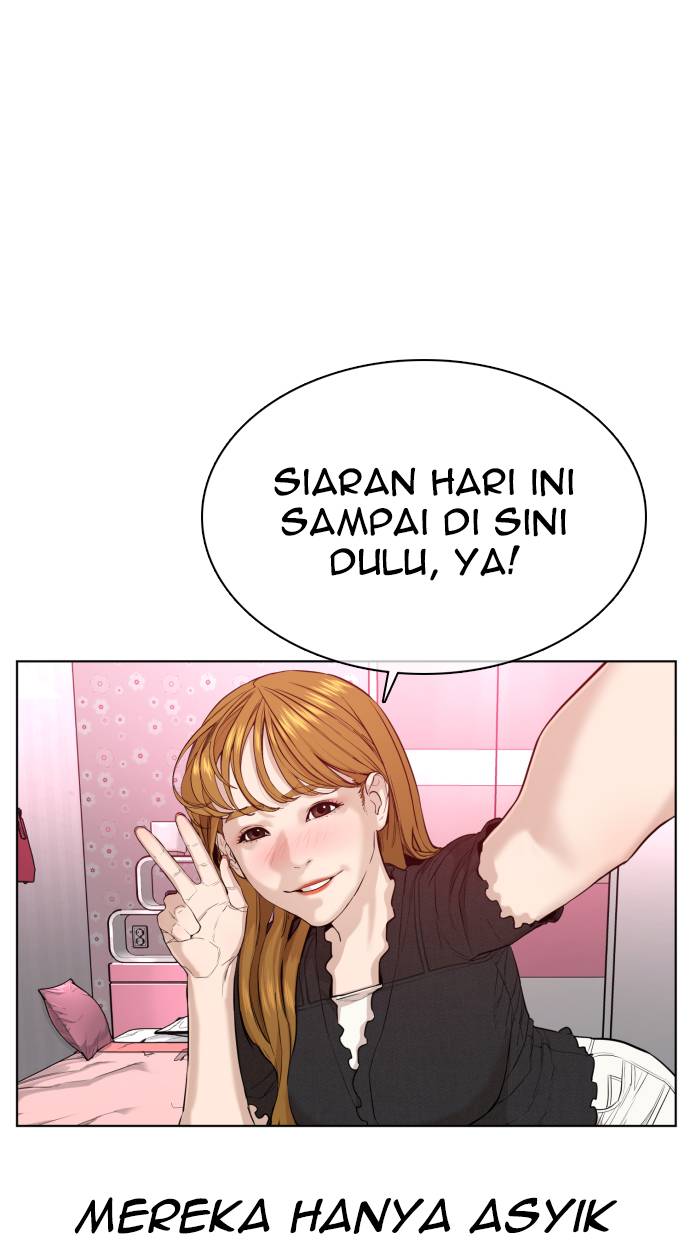 SIARAN HARI INI
SAMPAI DI SINI
DULU, YA!
MEREKA HANYA ASYIK